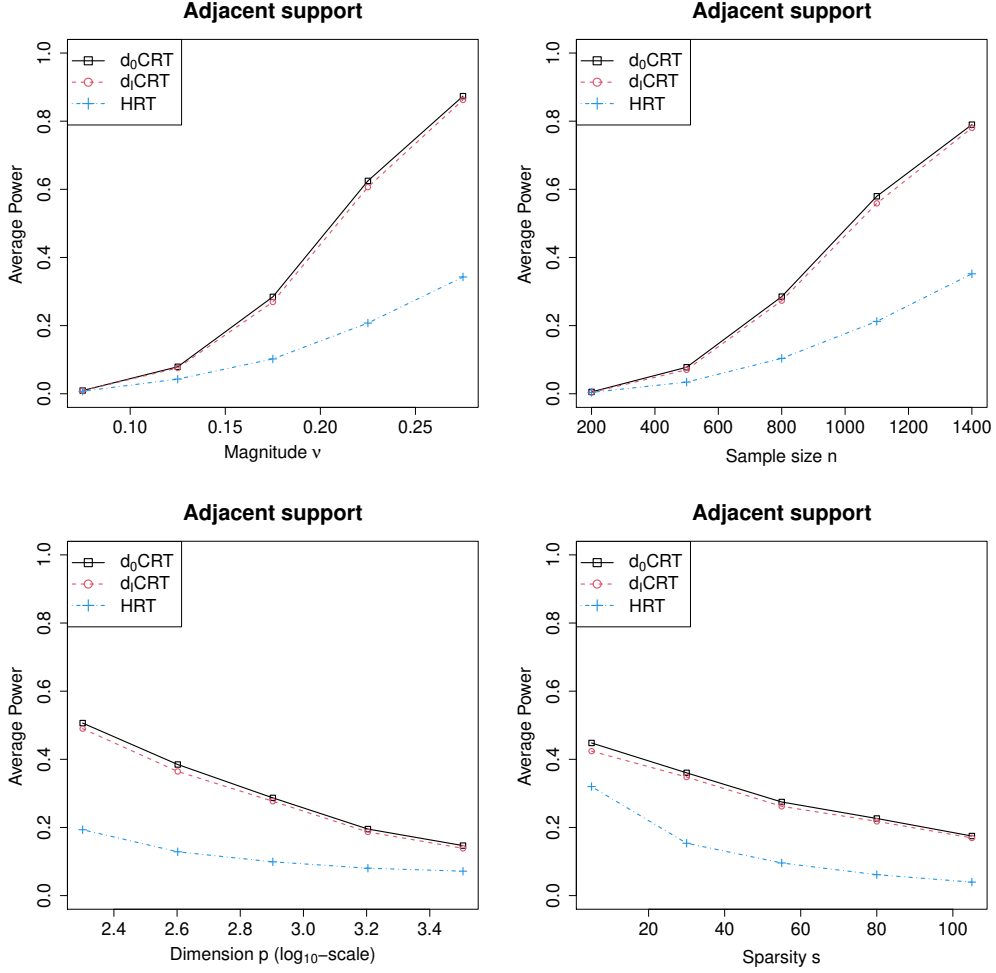 Adjacent support
d₀CRT
dₗCRT
HRT
Average Power
0.0 0.2 0.4 0.6 0.8 1.0
0.10 0.15 0.20 0.25
Magnitude ν
Adjacent support
d₀CRT
dₗCRT
HRT
Average Power
0.0 0.2 0.4 0.6 0.8 1.0
200 400 600 800 1000 1200 1400
Sample size n
Adjacent support
d₀CRT
dₗCRT
HRT
Average Power
0.0 0.2 0.4 0.6 0.8 1.0
2.4 2.6 2.8 3.0 3.2 3.4
Dimension p (log₁₀−scale)
Adjacent support
d₀CRT
dₗCRT
HRT
Average Power
0.0 0.2 0.4 0.6 0.8 1.0
20 40 60 80 100
Sparsity s